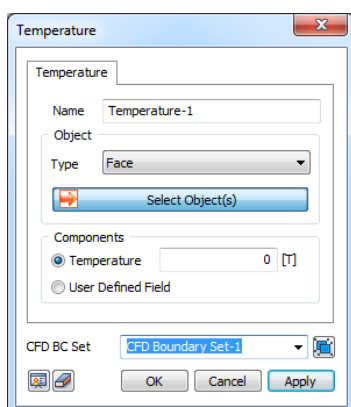 Temperature
Temperature
Name Temperature-1
Object
Type Face
Select Object(s)
Components
Temperature 0 [T]
User Defined Field
CFD BC Set CFD Boundary Set-1
OK Cancel Apply